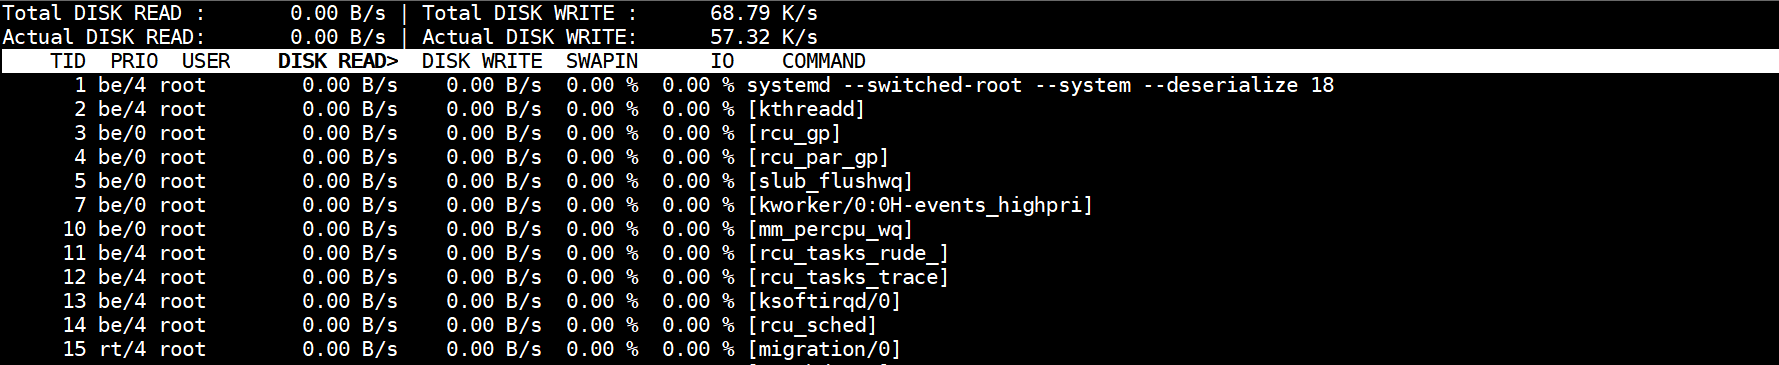 Total DISK READ :       0.00 B/s | Total DISK WRITE :      68.79 K/s
Actual DISK READ:       0.00 B/s | Actual DISK WRITE:      57.32 K/s
    TID  PRIO  USER    DISK READ>  DISK WRITE  SWAPIN      IO    COMMAND
      1 be/4 root        0.00 B/s    0.00 B/s  0.00 %  0.00 % systemd --switched-root --system --deserialize 18
      2 be/4 root        0.00 B/s    0.00 B/s  0.00 %  0.00 % [kthreadd]
      3 be/0 root        0.00 B/s    0.00 B/s  0.00 %  0.00 % [rcu_gp]
      4 be/0 root        0.00 B/s    0.00 B/s  0.00 %  0.00 % [rcu_par_gp]
      5 be/0 root        0.00 B/s    0.00 B/s  0.00 %  0.00 % [slub_flushwq]
      7 be/0 root        0.00 B/s    0.00 B/s  0.00 %  0.00 % [kworker/0:0H-events_highpri]
     10 be/0 root        0.00 B/s    0.00 B/s  0.00 %  0.00 % [mm_percpu_wq]
     11 be/4 root        0.00 B/s    0.00 B/s  0.00 %  0.00 % [rcu_tasks_rude_]
     12 be/4 root        0.00 B/s    0.00 B/s  0.00 %  0.00 % [rcu_tasks_trace]
     13 be/4 root        0.00 B/s    0.00 B/s  0.00 %  0.00 % [ksoftirqd/0]
     14 be/4 root        0.00 B/s    0.00 B/s  0.00 %  0.00 % [rcu_sched]
     15 rt/4 root        0.00 B/s    0.00 B/s  0.00 %  0.00 % [migration/0]